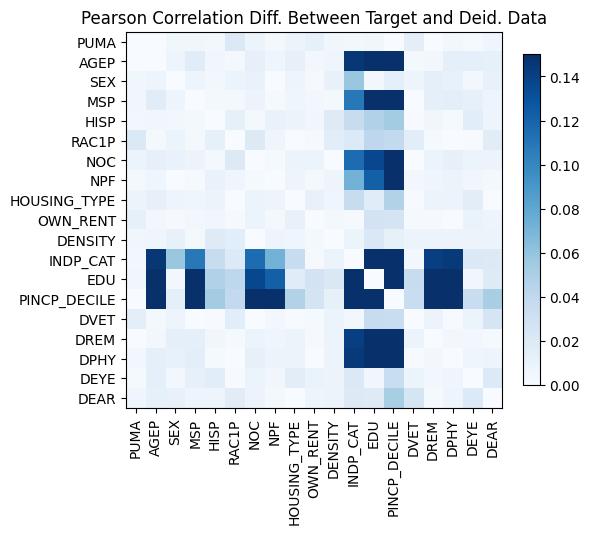 Pearson Correlation Diff. Between Target and Deid. Data
PUMA
AGEP
SEX
MSP
HISP
RAC1P
NOC
NPF
HOUSING_TYPE
OWN_RENT
DENSITY
INDP_CAT
EDU
PINCP_DECILE
DVET
DREM
DPHY
DEYE
DEAR
PUMA
AGEP
SEX
MSP
HISP
RAC1P
NOC
NPF
HOUSING_TYPE
OWN_RENT
DENSITY
INDP_CAT
EDU
PINCP_DECILE
DVET
DREM
DPHY
DEYE
DEAR
0.14
0.12
0.10
0.08
0.06
0.04
0.02
0.00